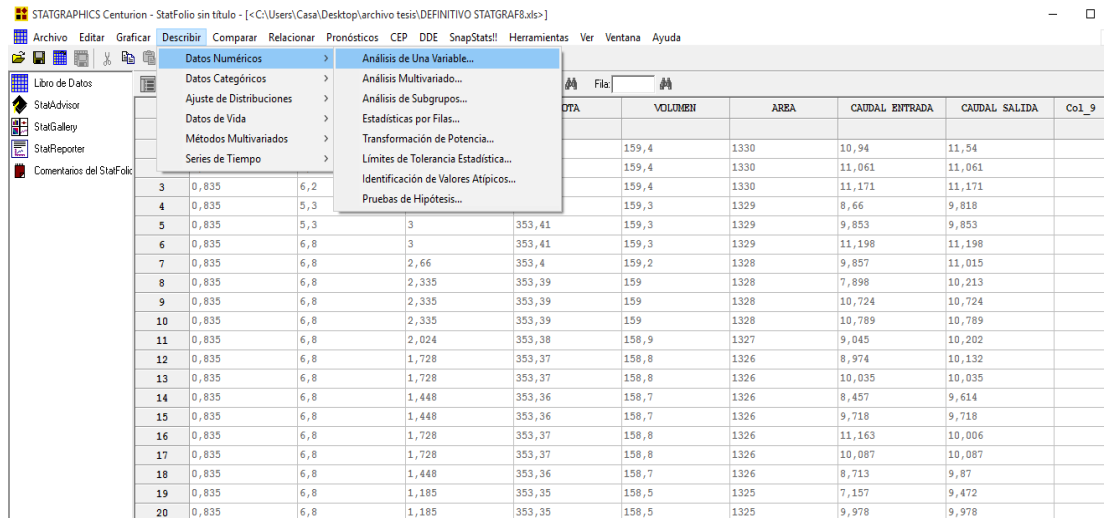 STATGRAPHICS Centurion - StatFolio sin título - [<C:\Users\Casa\Desktop\archivo tesis\DEFINITIVO STATGRAF8.xls>]
Archivo Editar Graficar Describir Comparar Relacionar Pronósticos CEP DDE SnapStats!! Herramientas Ver Ventana Ayuda
Libro de Datos
StatAdvisor
StatGallery
StatReporter
Comentarios del StatFolio
Datos Numéricos
Datos Categóricos
Ajuste de Distribuciones
Datos de Vida
Métodos Multivariados
Series de Tiempo
Análisis de Una Variable...
Análisis Multivariado...
Análisis de Subgrupos...
Estadísticas por Filas...
Transformación de Potencia...
Límites de Tolerancia Estadística...
Identificación de Valores Atípicos...
Pruebas de Hipótesis...
Fila:
OTA VOLUMEN AREA CAUDAL ENTRADA CAUDAL SALIDA Col_9
159,4 1330 10,94 11,54
159,4 1330 11,061 11,061
3 0,835 6,2 159,4 1330 11,171 11,171
4 0,835 5,3 159,3 1329 8,66 9,818
5 0,835 5,3 3 353,41 159,3 1329 9,853 9,853
6 0,835 6,8 3 353,41 159,3 1329 11,198 11,198
7 0,835 6,8 2,66 353,4 159,2 1328 9,857 11,015
8 0,835 6,8 2,335 353,39 159 1328 7,898 10,213
9 0,835 6,8 2,335 353,39 159 1328 10,724 10,724
10 0,835 6,8 2,335 353,39 159 1328 10,789 10,789
11 0,835 6,8 2,024 353,38 158,9 1327 9,045 10,202
12 0,835 6,8 1,728 353,37 158,8 1326 8,974 10,132
13 0,835 6,8 1,728 353,37 158,8 1326 10,035 10,035
14 0,835 6,8 1,448 353,36 158,7 1326 8,457 9,614
15 0,835 6,8 1,448 353,36 158,7 1326 9,718 9,718
16 0,835 6,8 1,728 353,37 158,8 1326 11,163 10,006
17 0,835 6,8 1,728 353,37 158,8 1326 10,087 10,087
18 0,835 6,8 1,448 353,36 158,7 1326 8,713 9,87
19 0,835 6,8 1,185 353,35 158,5 1325 7,157 9,472
20 0,835 6,8 1,185 353,35 158,5 1325 9,978 9,978